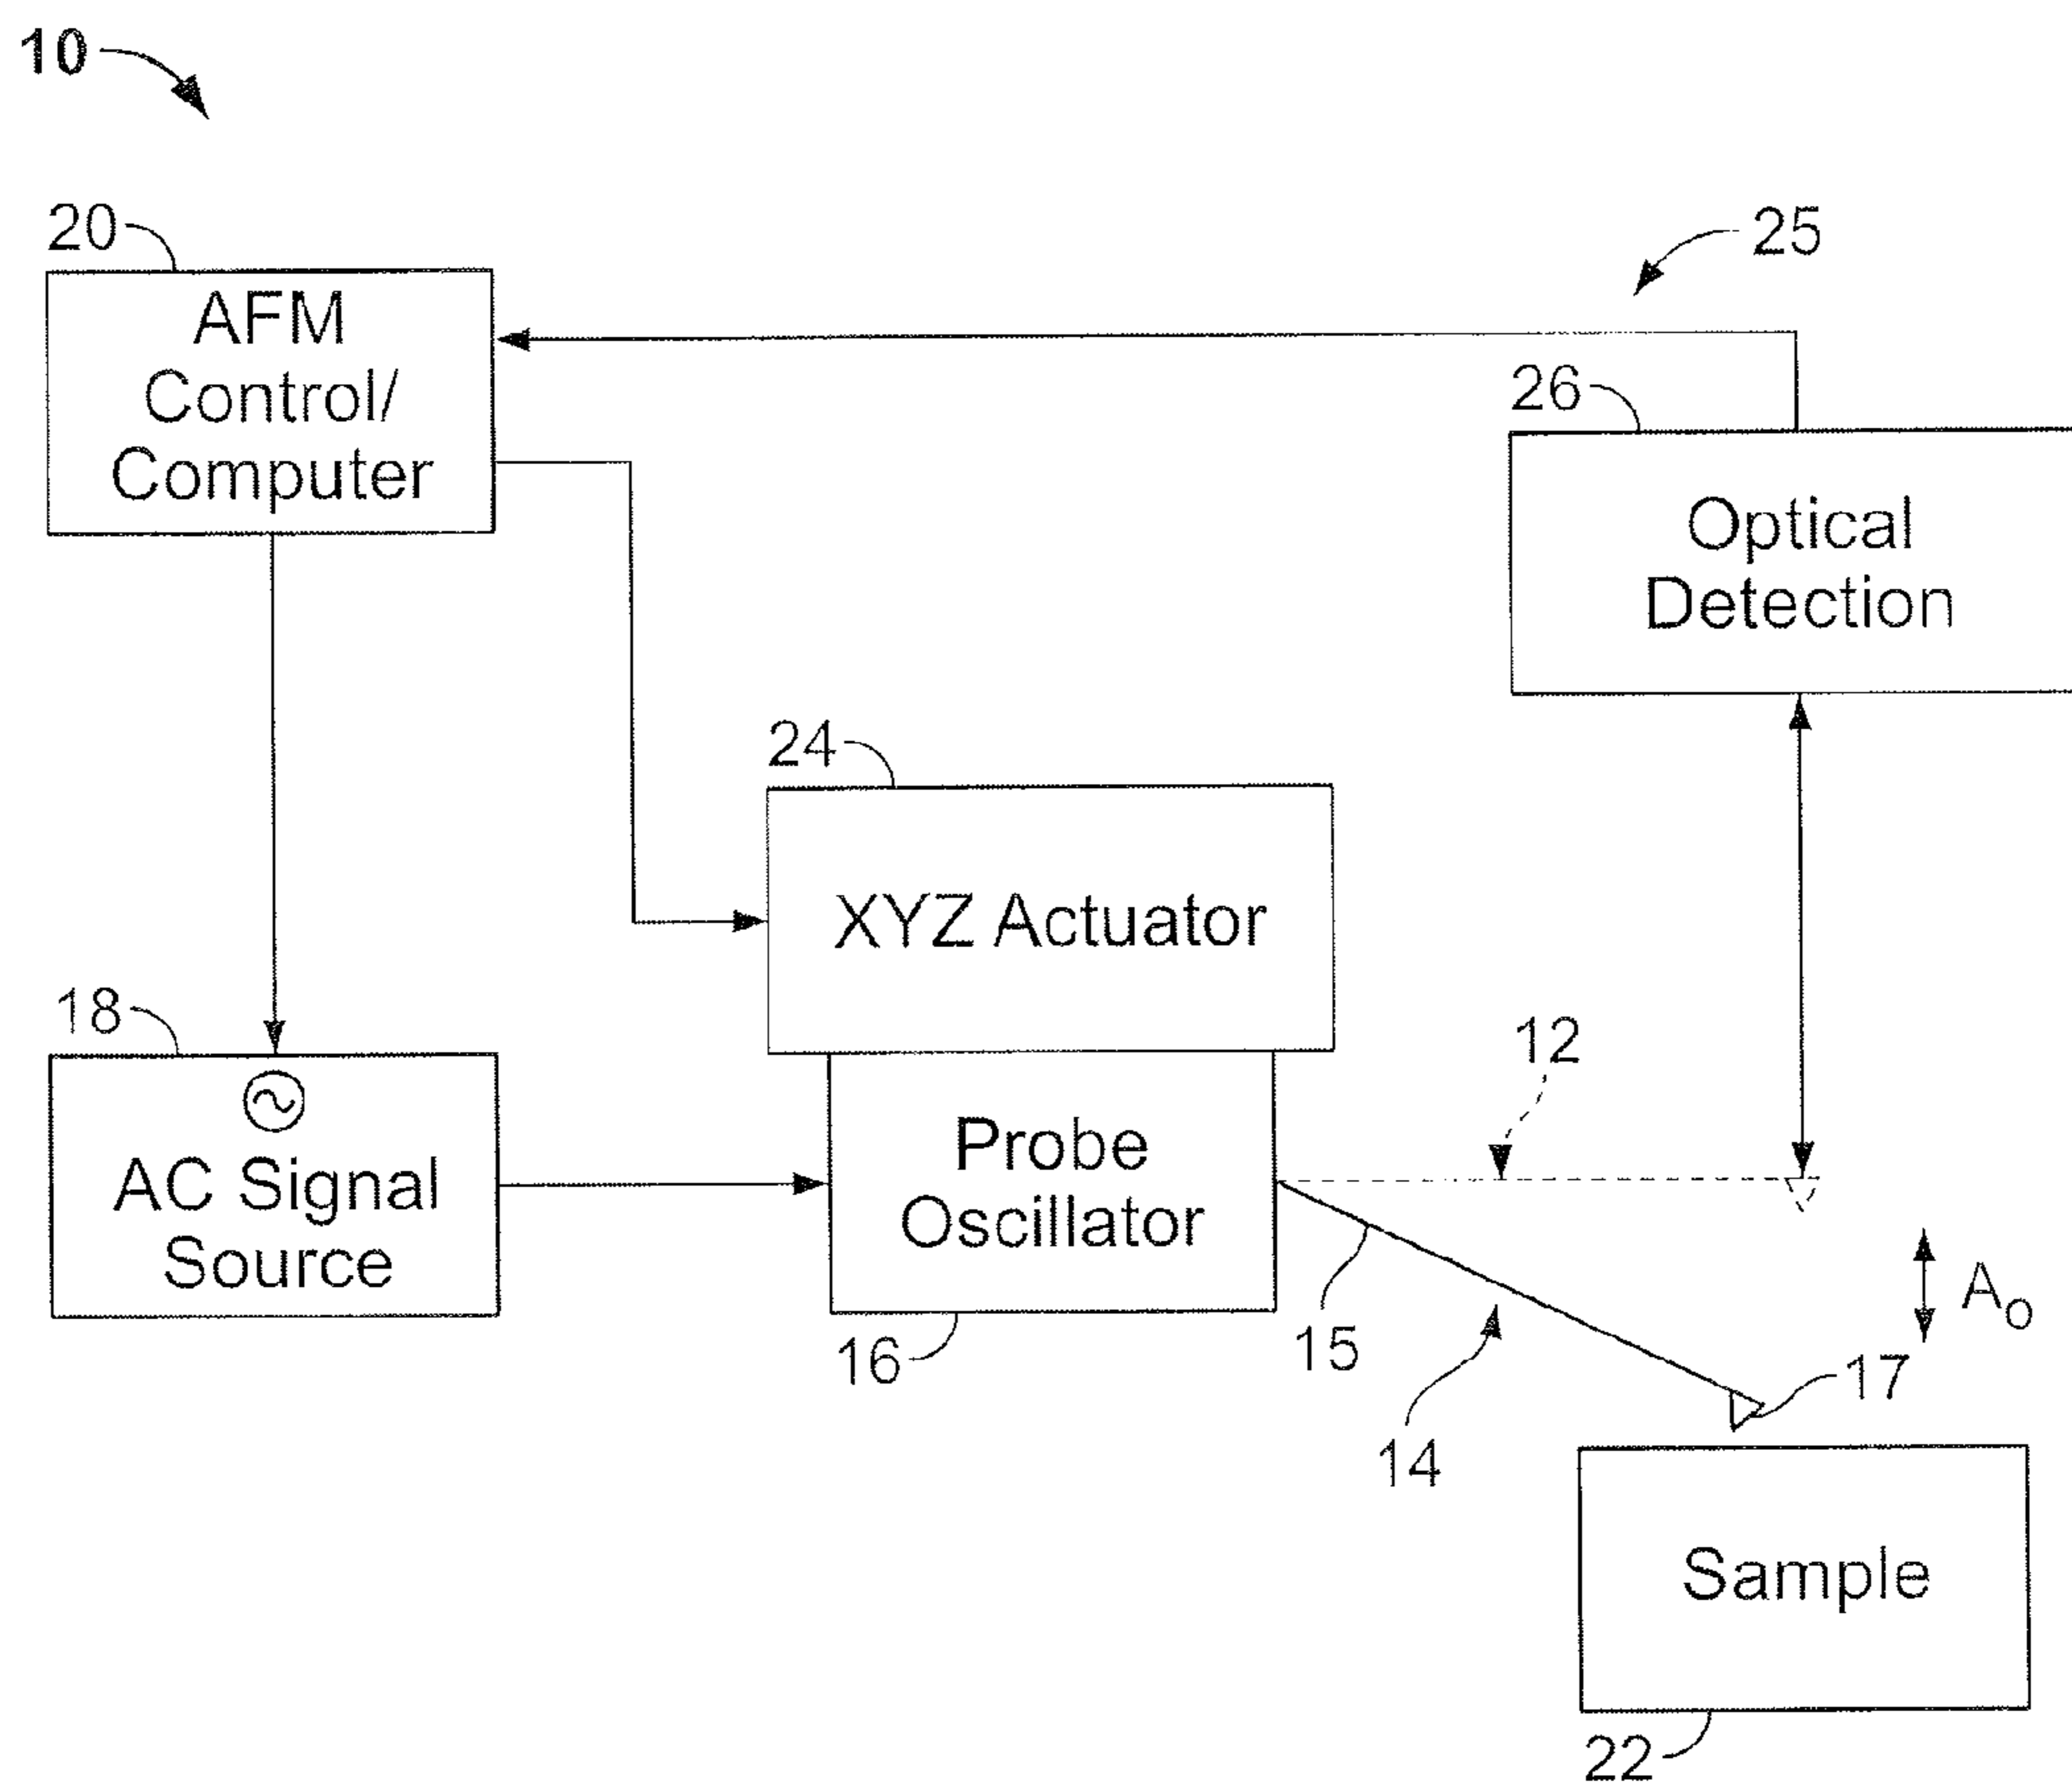 10
20
25
AFM
Control/
Computer
26
Optical
Detection
24
XYZ Actuator
18
12
AC Signal
Source
Probe
Oscillator
A₀
16
15
17
14
Sample
22